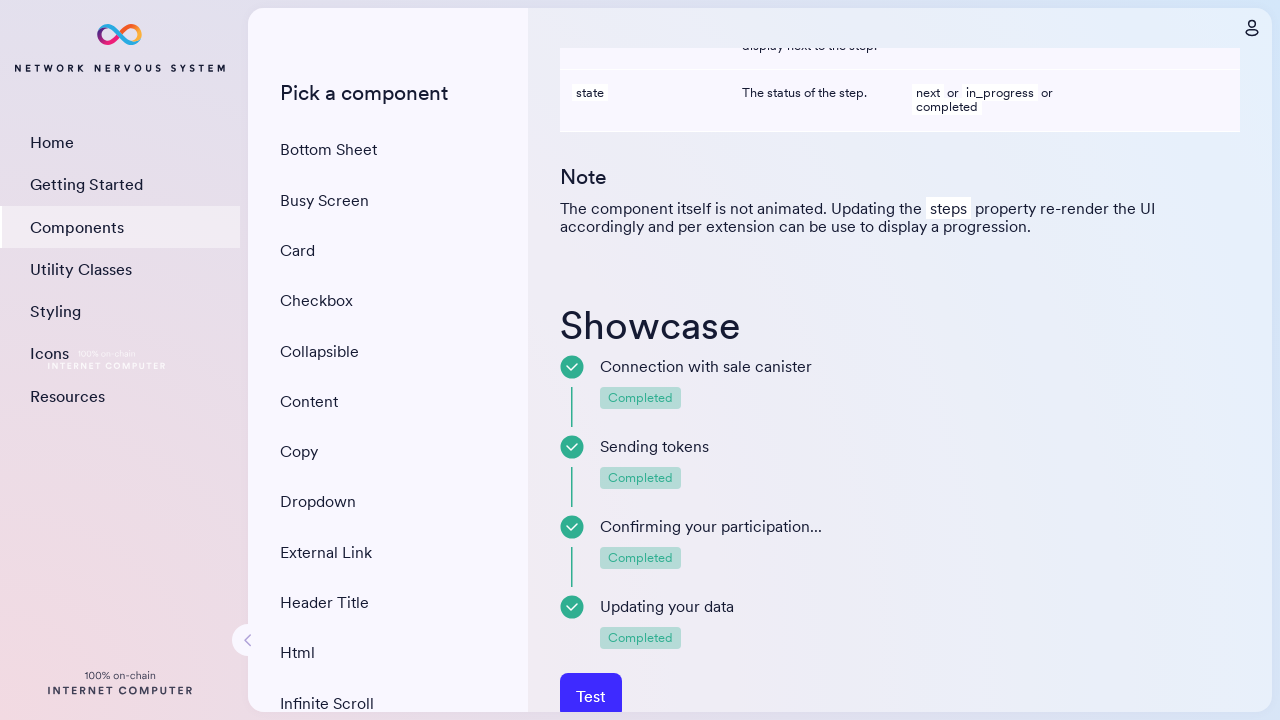 NETWORK NERVOUS SYSTEM
Home
Getting Started
Components
Utility Classes
Styling
Icons
100% on-chain
INTERNET COMPUTER
Resources
100% on-chain
INTERNET COMPUTER
Pick a component
Bottom Sheet
Busy Screen
Card
Checkbox
Collapsible
Content
Copy
Dropdown
External Link
Header Title
Html
Infinite Scroll
display next to the step.
state The status of the step. next or in_progress or
completed
Note
The component itself is not animated. Updating the steps property re-render the UI
accordingly and per extension can be use to display a progression.
Showcase
Connection with sale canister
Completed
Sending tokens
Completed
Confirming your participation...
Completed
Updating your data
Completed
Test